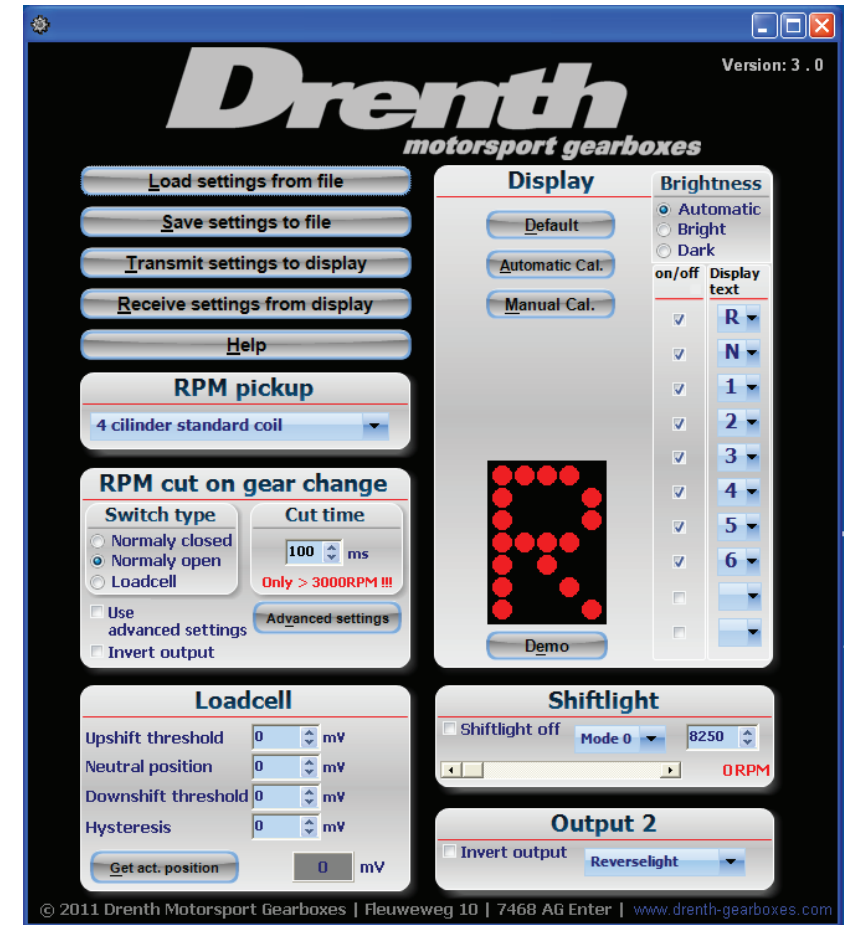 Drenth
motorsport gearboxes
Version: 3 . 0
Load settings from file
Save settings to file
Transmit settings to display
Receive settings from display
Help
RPM pickup
4 cilinder standard coil
RPM cut on gear change
Switch type
Normaly closed
Normaly open
Loadcell
Cut time
100 ms
Only > 3000RPM !!!
Use
advanced settings
Advanced settings
Invert output
Loadcell
Upshift threshold 0 mV
Neutral position 0 mV
Downshift threshold 0 mV
Hysteresis 0 mV
Get act. position 0 mV
Display
Default
Automatic Cal.
Manual Cal.
R
Demo
Brightness
Automatic
Bright
Dark
on/off Display
text
R
N
1
2
3
4
5
6
Shiftlight
Shiftlight off Mode 0 8250
0 RPM
Output 2
Invert output Reverselight
© 2011 Drenth Motorsport Gearboxes | Fleuweweg 10 | 7468 AG Enter | www.drenth-gearboxes.com